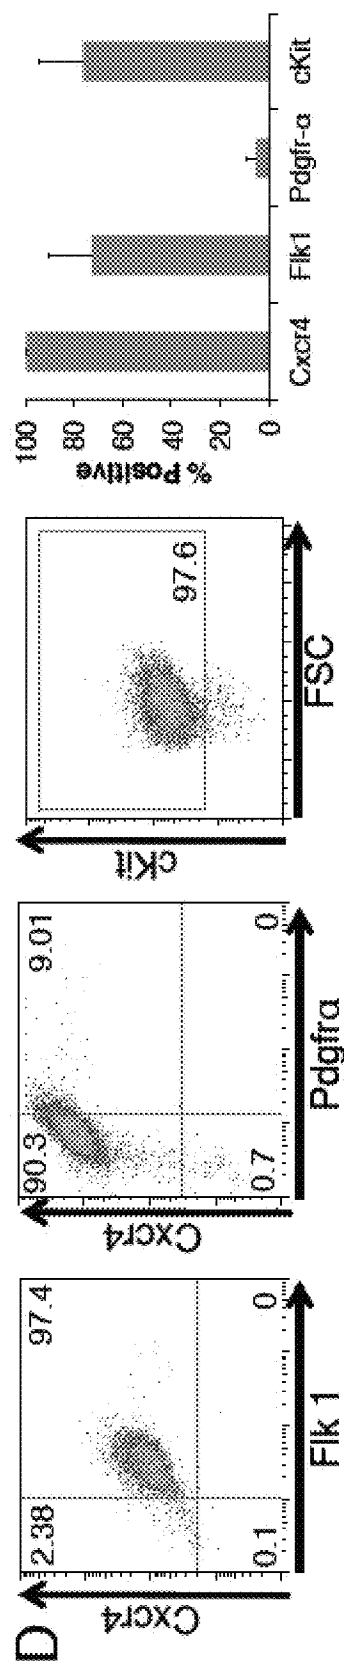 D
Cxcr4
2.38
97.4
0.1
0
Flk 1
Cxcr4
90.3
9.01
0.7
0
Pdgfrα
cKit
97.6
FSC
% Positive
100
80
60
40
20
0
Cxcr4
Flk1
Pdgfr-α
cKit